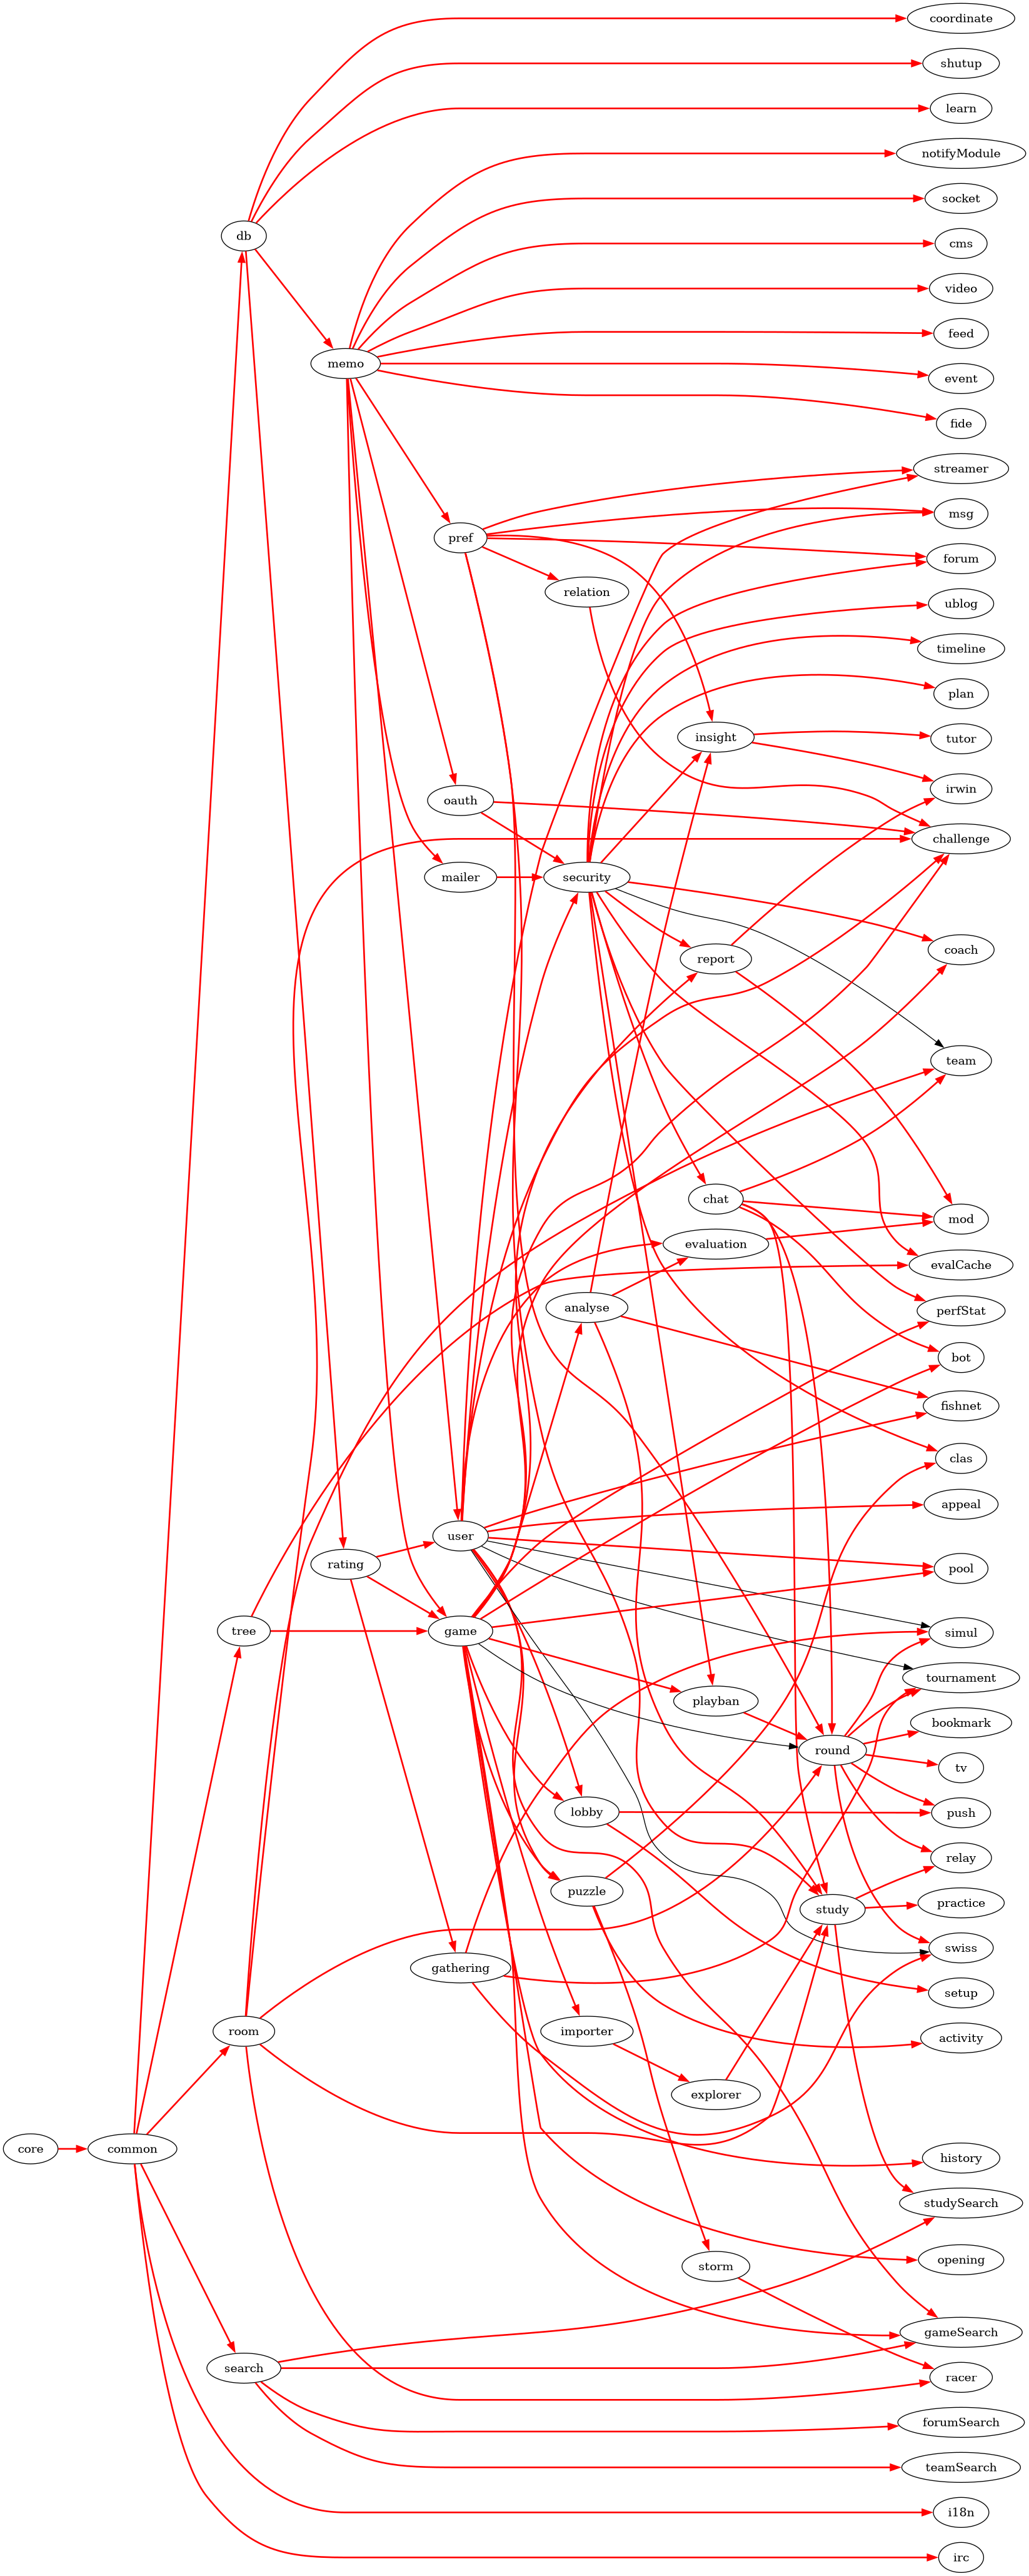 coordinate
shutup
learn
notifyModule
socket
db
cms
video
feed
memo
event
fide
streamer
msg
pref
forum
relation
ublog
timeline
plan
insight
tutor
irwin
oauth
challenge
mailer
security
coach
report
team
chat
mod
evaluation
evalCache
analyse
perfStat
bot
fishnet
clas
appeal
user
rating
pool
tree
game
simul
tournament
playban
bookmark
round
tv
lobby
push
relay
puzzle
practice
study
swiss
gathering
setup
room
importer
activity
explorer
core
common
history
studySearch
opening
storm
gameSearch
search
racer
forumSearch
teamSearch
i18n
irc